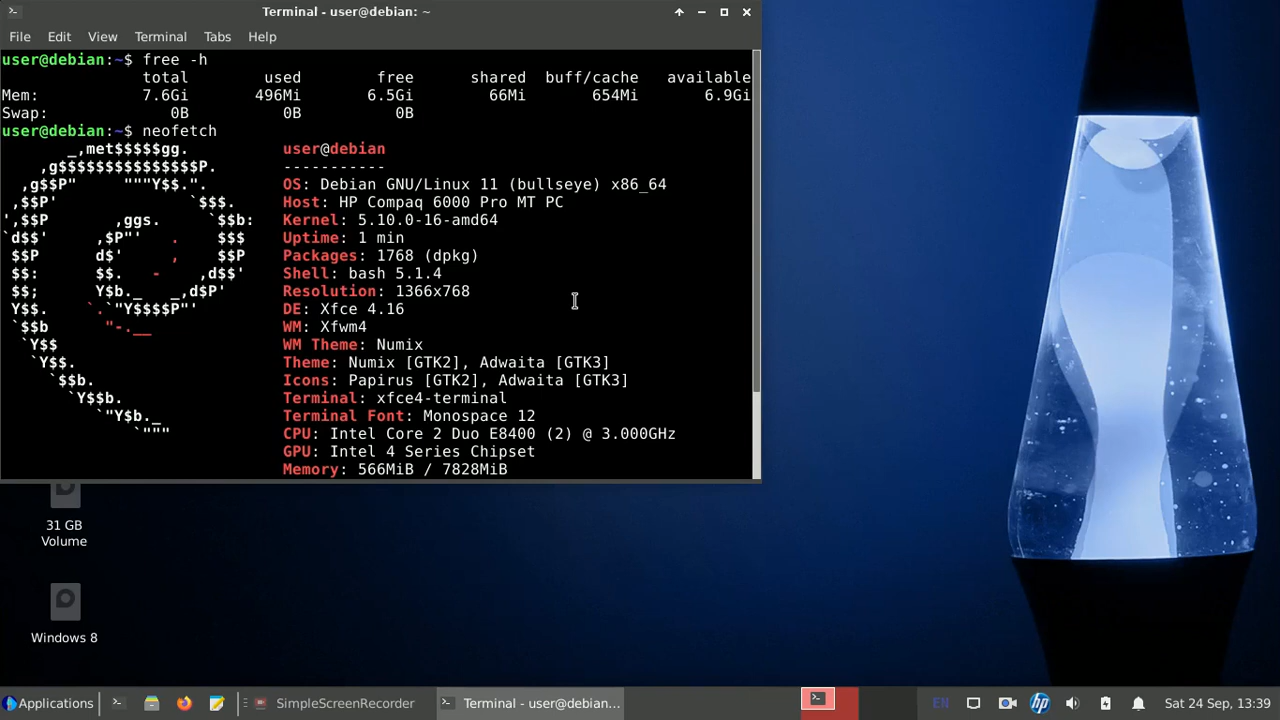 Terminal - user@debian: ~
File Edit View Terminal Tabs Help
user@debian:~$ free -h
total used free shared buff/cache available
Mem: 7.6Gi 496Mi 6.5Gi 66Mi 654Mi 6.9Gi
Swap: 0B 0B 0B
user@debian:~$ neofetch
_,met$$$$$gg. user@debian
,g$$$$$$$$$$$$$$$P. -----------
,g$$P" """Y$$.". OS: Debian GNU/Linux 11 (bullseye) x86_64
,$$P' `$$$. Host: HP Compaq 6000 Pro MT PC
',$$P ,ggs. `$$b: Kernel: 5.10.0-16-amd64
`d$$' ,$P"' . $$$ Uptime: 1 min
$$P d$' , $$P Packages: 1768 (dpkg)
$$: $$. - ,d$$' Shell: bash 5.1.4
$$; Y$b._ _,d$P' Resolution: 1366x768
Y$$. `.`"Y$$$$P"' DE: Xfce 4.16
`$$b "-.__ WM: Xfwm4
`Y$$ WM Theme: Numix
`Y$$. Theme: Numix [GTK2], Adwaita [GTK3]
`$$b. Icons: Papirus [GTK2], Adwaita [GTK3]
`Y$$b. Terminal: xfce4-terminal
`"Y$b._ Terminal Font: Monospace 12
`""" CPU: Intel Core 2 Duo E8400 (2) @ 3.000GHz
GPU: Intel 4 Series Chipset
Memory: 566MiB / 7828MiB
31 GB
Volume
Windows 8
Applications SimpleScreenRecorder Terminal - user@debian... EN hp Sat 24 Sep, 13:39